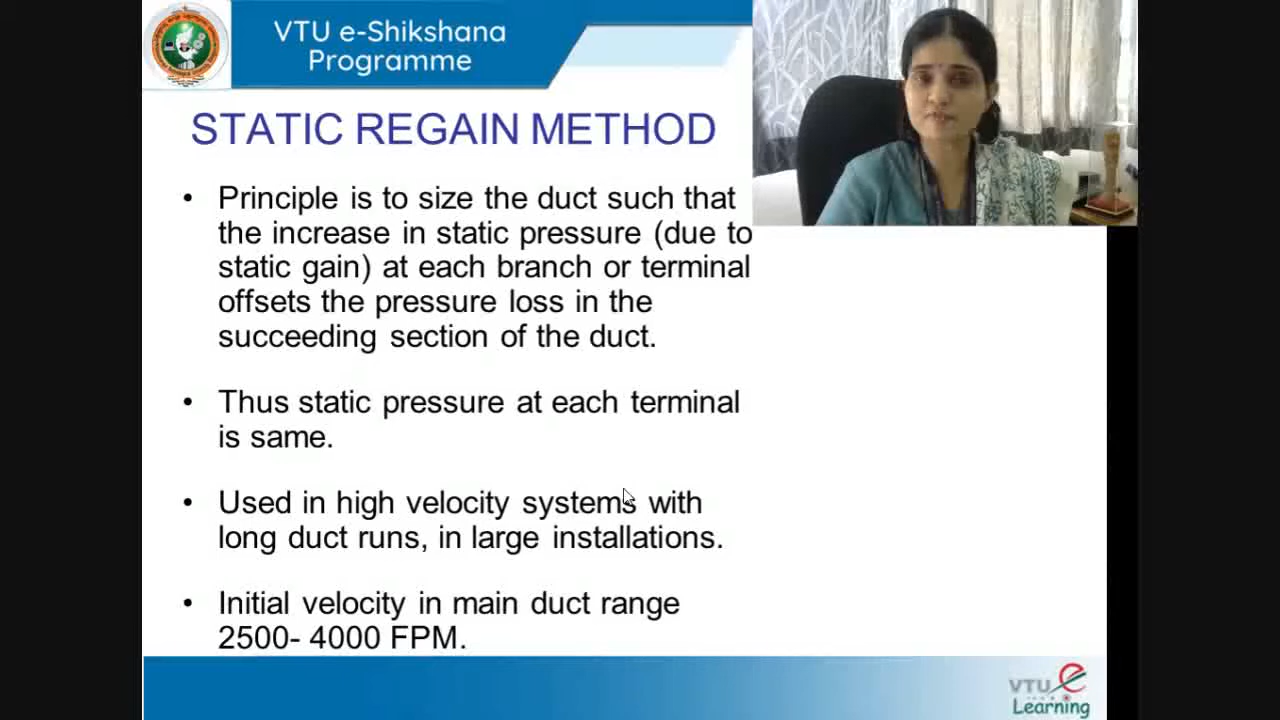 VTU e-Shikshana
Programme
STATIC REGAIN METHOD
• Principle is to size the duct such that
the increase in static pressure (due to
static gain) at each branch or terminal
offsets the pressure loss in the
succeeding section of the duct.
• Thus static pressure at each terminal
is same.
• Used in high velocity systems with
long duct runs, in large installations.
• Initial velocity in main duct range
2500- 4000 FPM.
VTU e
Learning